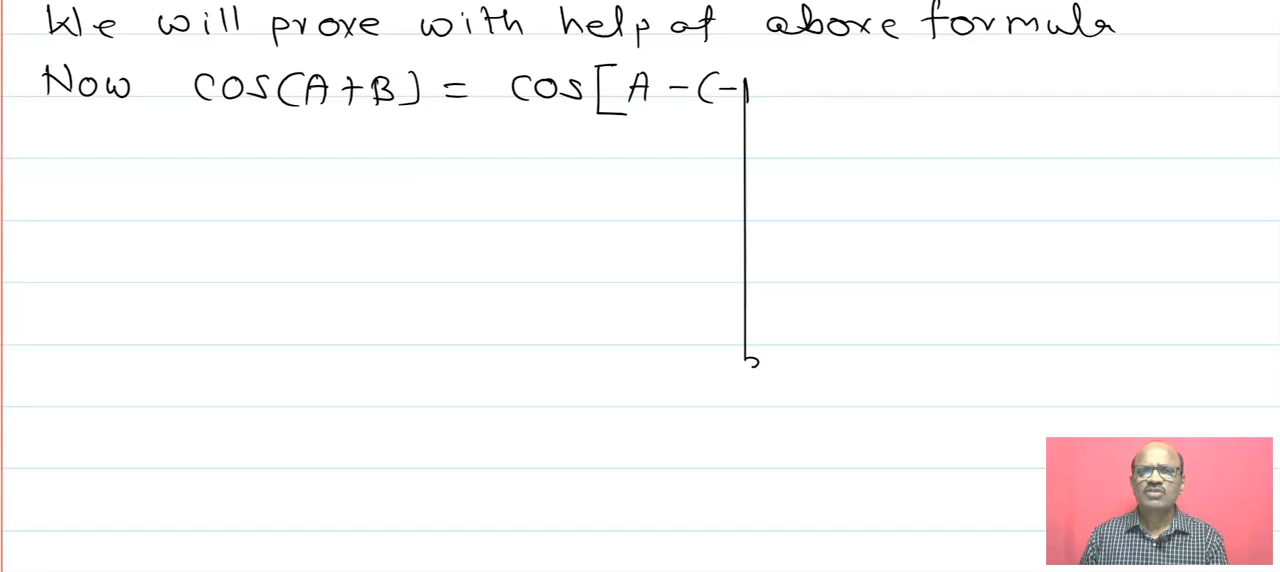 We will prove with help of above formula
Now cos(A+B) = cos[A-(-